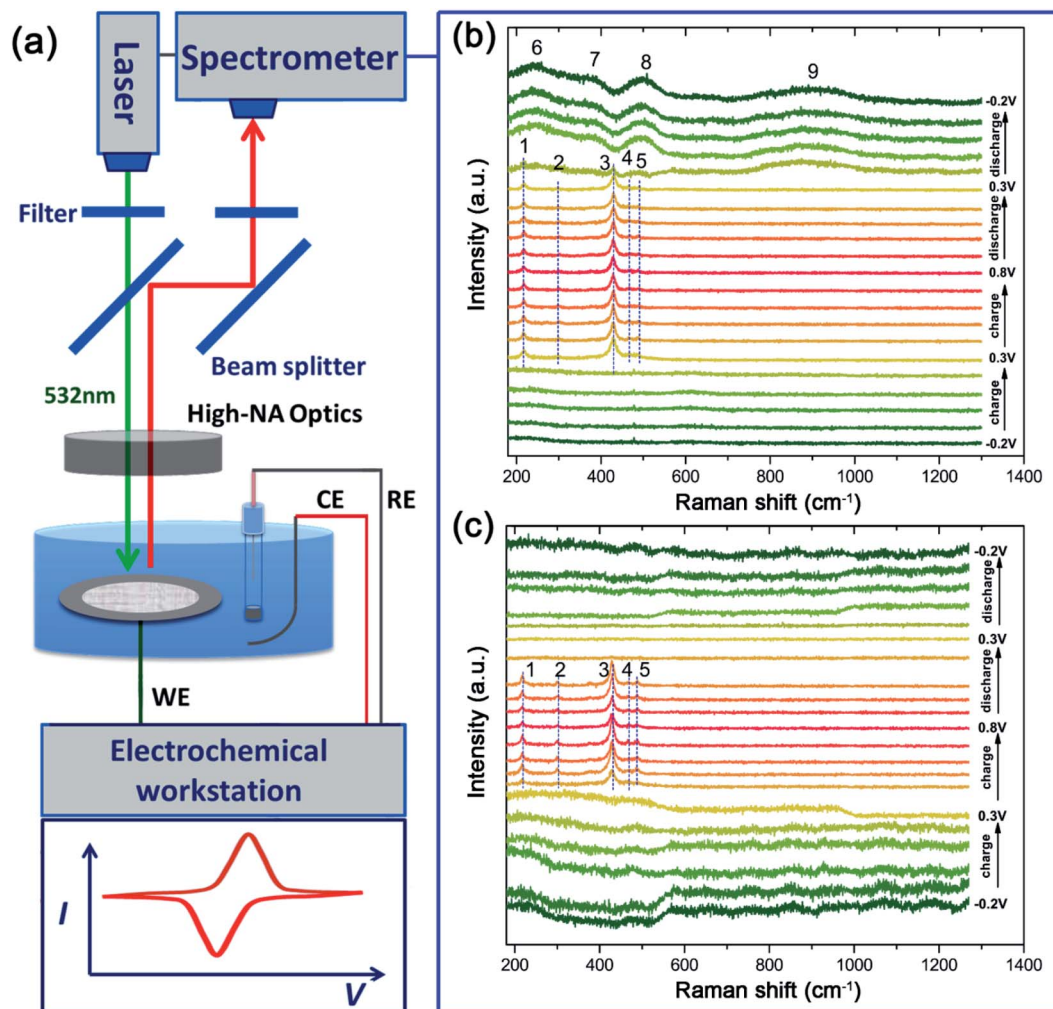 (a)
Laser
Spectrometer
Filter
Beam splitter
532nm
High-NA Optics
CE
RE
WE
Electrochemical
workstation
I
V
(b)
6
7
8
9
1
2
3
4
5
-0.2V
discharge
0.3V
discharge
0.8V
charge
0.3V
charge
-0.2V
Intensity (a.u.)
200 400 600 800 1000 1200 1400
Raman shift (cm⁻¹)
(c)
1
2
3
4
5
-0.2V
discharge
0.3V
discharge
0.8V
charge
0.3V
charge
-0.2V
Intensity (a.u.)
200 400 600 800 1000 1200 1400
Raman shift (cm⁻¹)